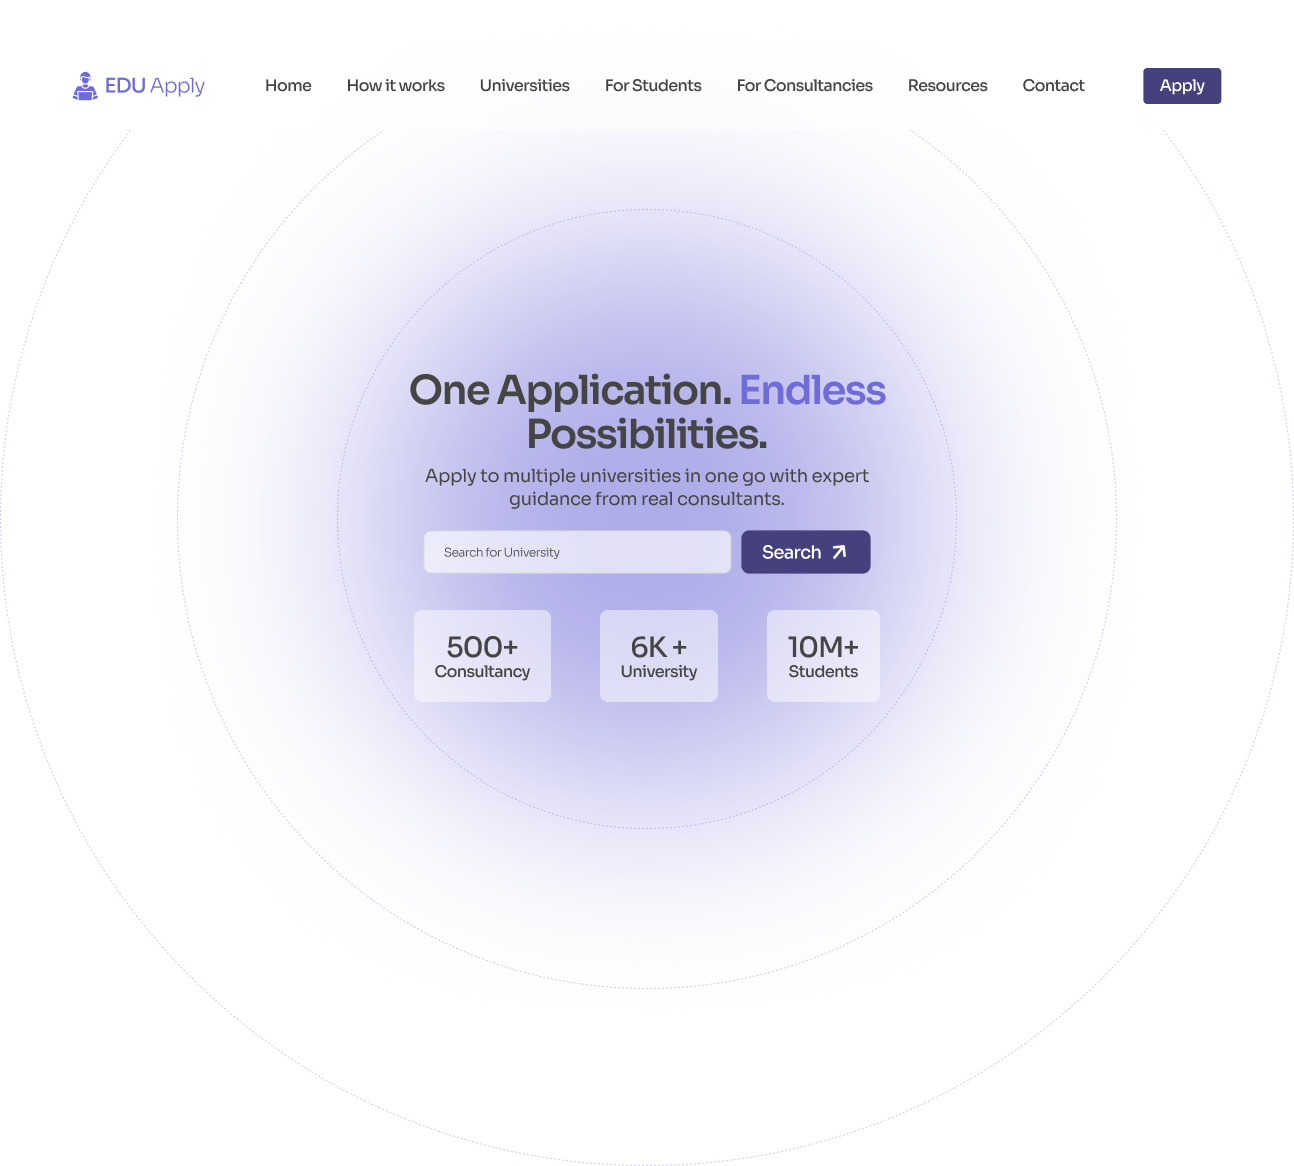 EDU Apply
Home
How it works
Universities
For Students
For Consultancies
Resources
Contact
Apply
One Application. Endless
Possibilities.
Apply to multiple universities in one go with expert
guidance from real consultants.
Search for University
Search
500+
Consultancy
6K +
University
10M+
Students